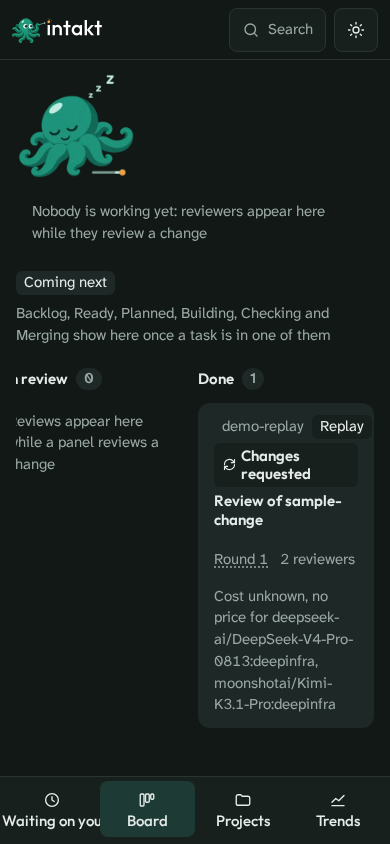 intakt
Search
z z z
Nobody is working yet: reviewers appear here
while they review a change
Coming next
Backlog, Ready, Planned, Building, Checking and
Merging show here once a task is in one of them
review 0
Done 1
eviews appear here
while a panel reviews a
hange
demo-replay Replay
Changes
requested
Review of sample-
change
Round 1 2 reviewers
Cost unknown, no
price for deepseek-
ai/DeepSeek-V4-Pro-
0813:deepinfra,
moonshotai/Kimi-
K3.1-Pro:deepinfra
Waiting on you
Board
Projects
Trends